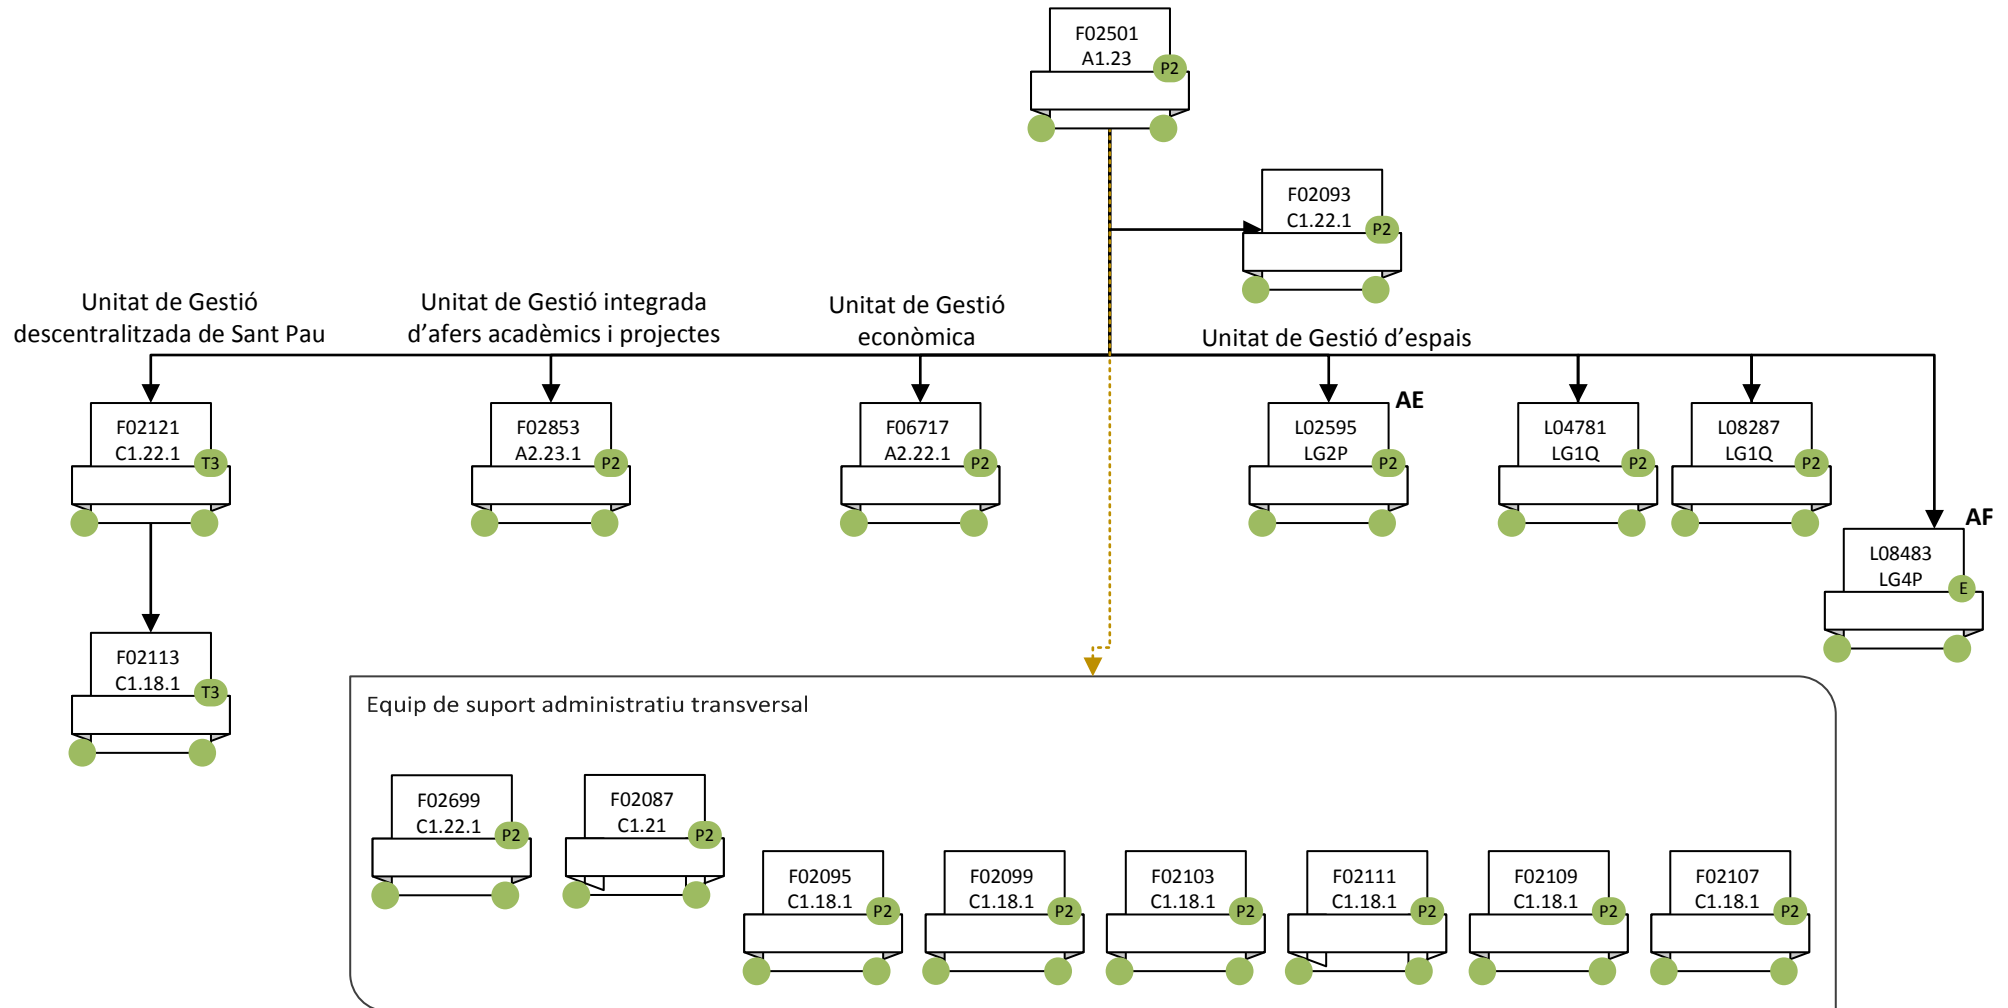 F02501
A1.23
P2
F02093
C1.22.1
P2
Unitat de Gestió
descentralitzada de Sant Pau
Unitat de Gestió integrada
d’afers acadèmics i projectes
Unitat de Gestió
econòmica
Unitat de Gestió d’espais
F02121
C1.22.1
T3
F02853
A2.23.1
P2
F06717
A2.22.1
P2
AE
L02595
LG2P
P2
L04781
LG1Q
P2
L08287
LG1Q
P2
AF
L08483
LG4P
E
F02113
C1.18.1
T3
Equip de suport administratiu transversal
F02699
C1.22.1
P2
F02087
C1.21
P2
F02095
C1.18.1
P2
F02099
C1.18.1
P2
F02103
C1.18.1
P2
F02111
C1.18.1
P2
F02109
C1.18.1
P2
F02107
C1.18.1
P2